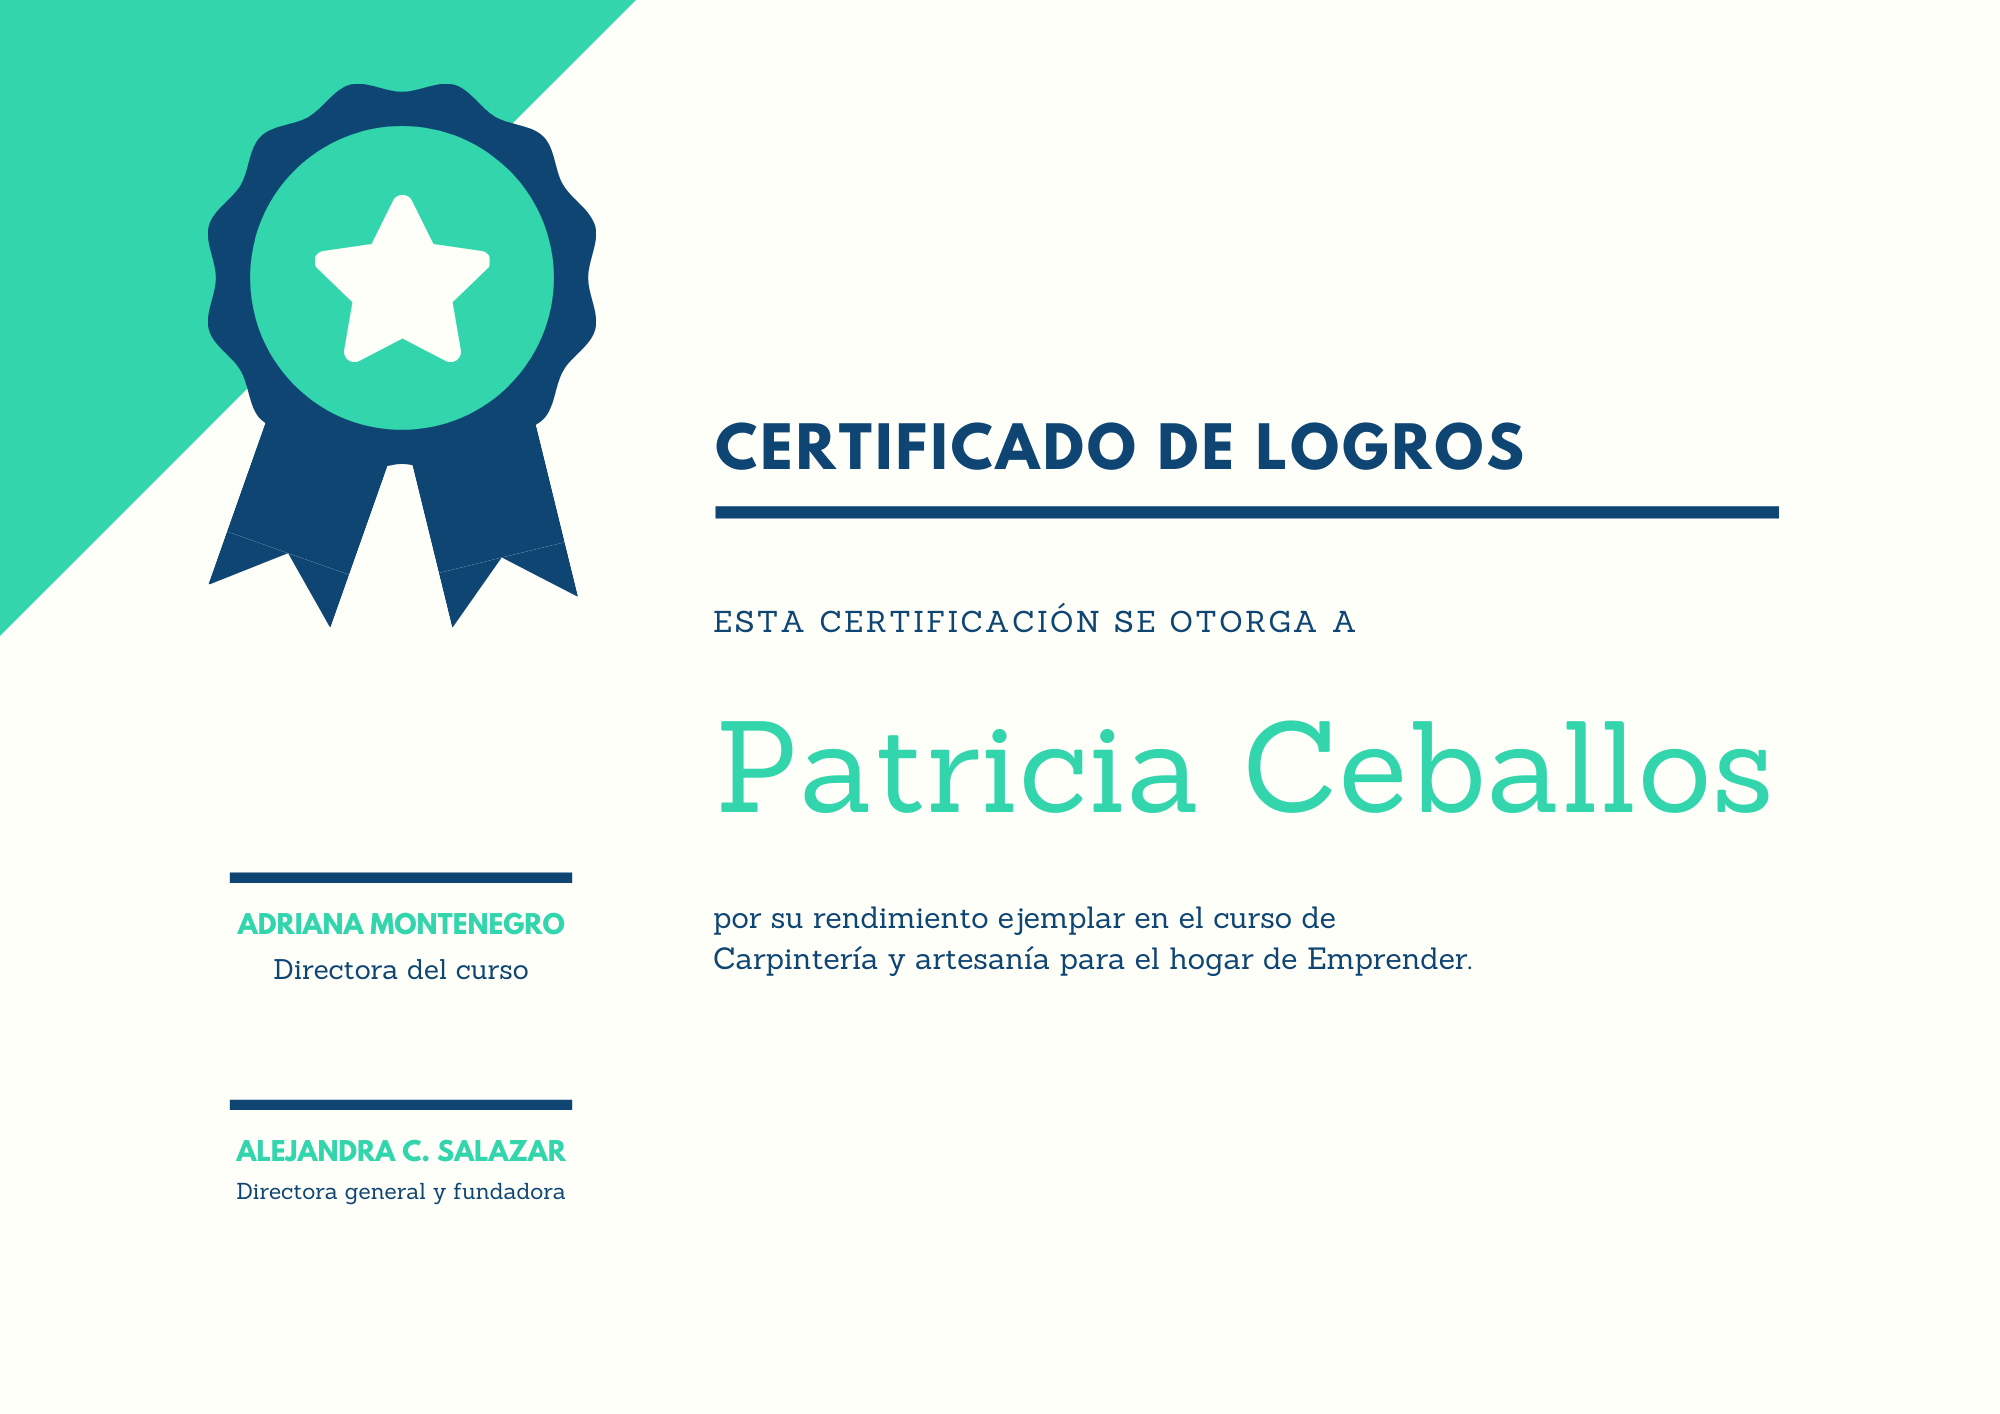 CERTIFICADO DE LOGROS
ESTA CERTIFICACIÓN SE OTORGA A
Patricia Ceballos
por su rendimiento ejemplar en el curso de
Carpintería y artesanía para el hogar de Emprender.
ADRIANA MONTENEGRO
Directora del curso
ALEJANDRA C. SALAZAR
Directora general y fundadora